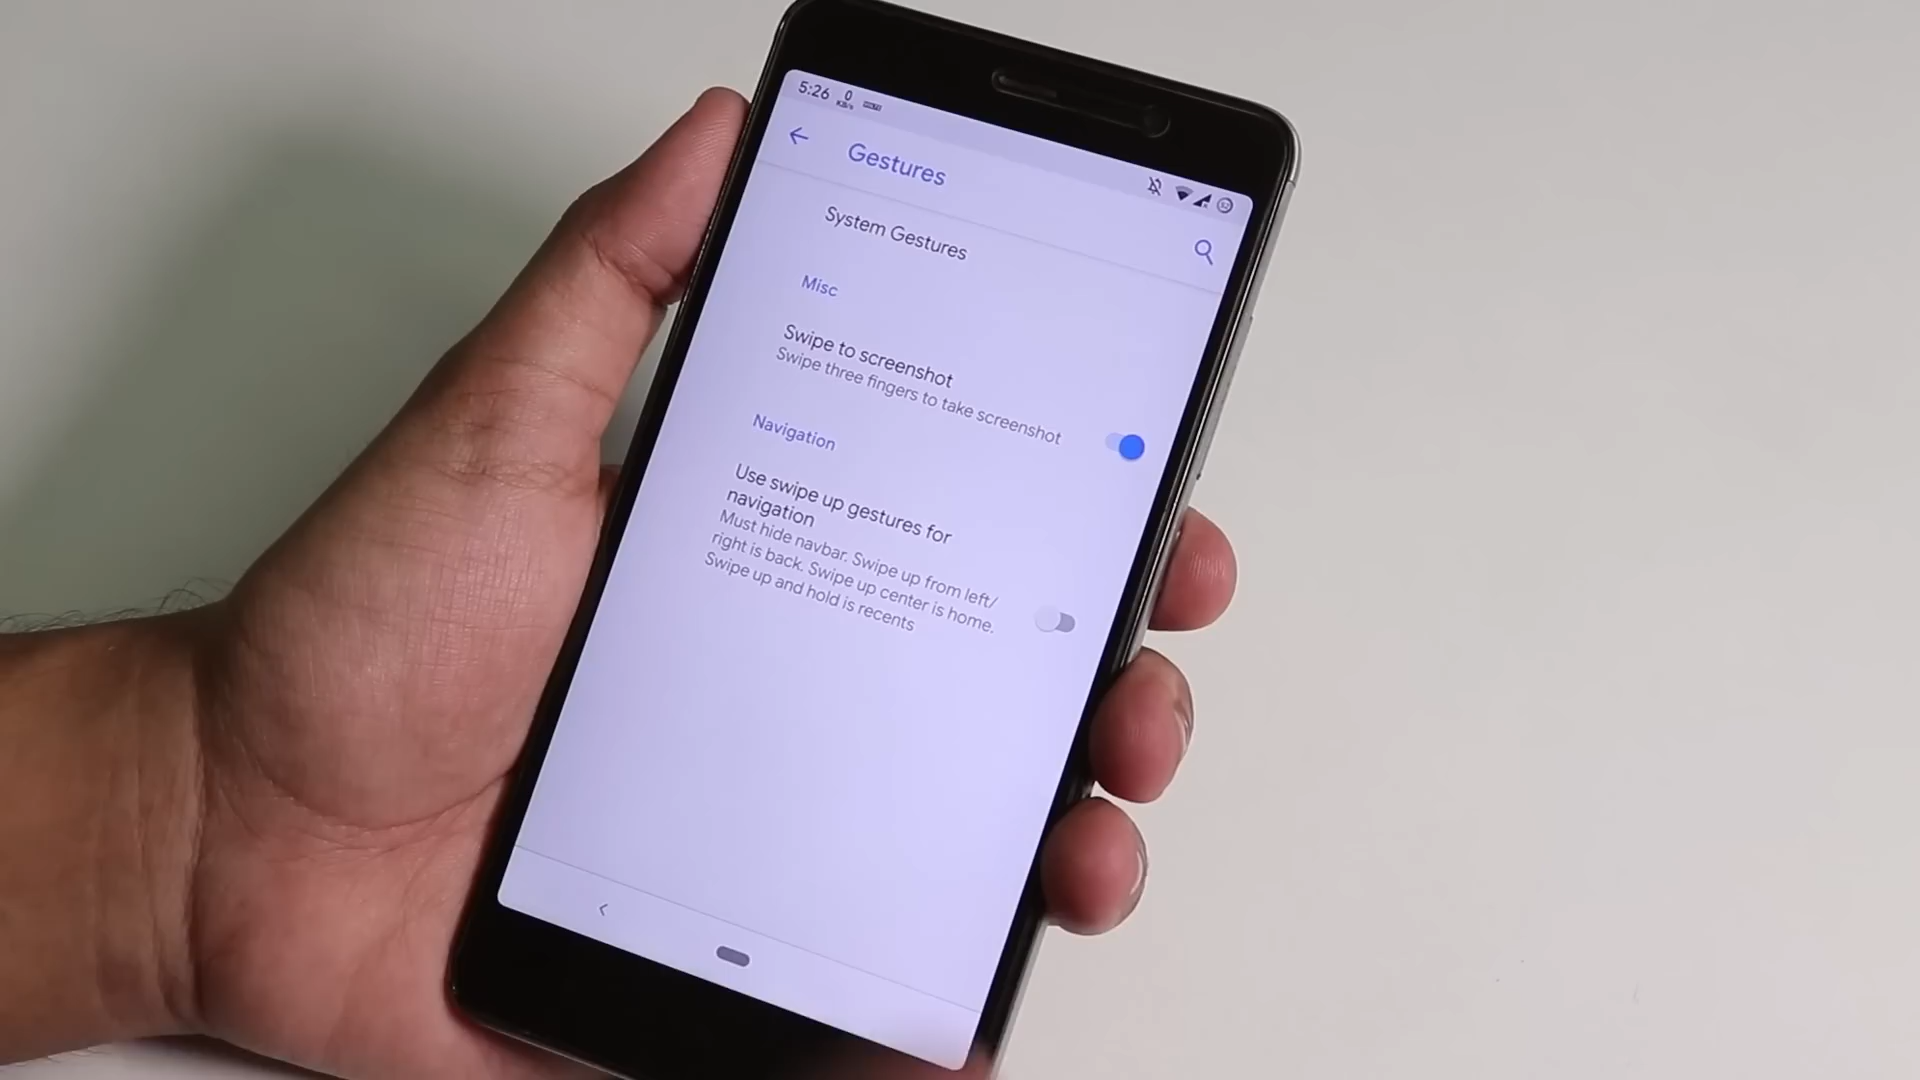 5:26 0 KB/s
Gestures
System Gestures
Misc
Swipe to screenshot
Swipe three fingers to take screenshot
Navigation
Use swipe up gestures for
navigation
Must hide navbar. Swipe up from left/
right is back. Swipe up center is home.
Swipe up and hold is recents